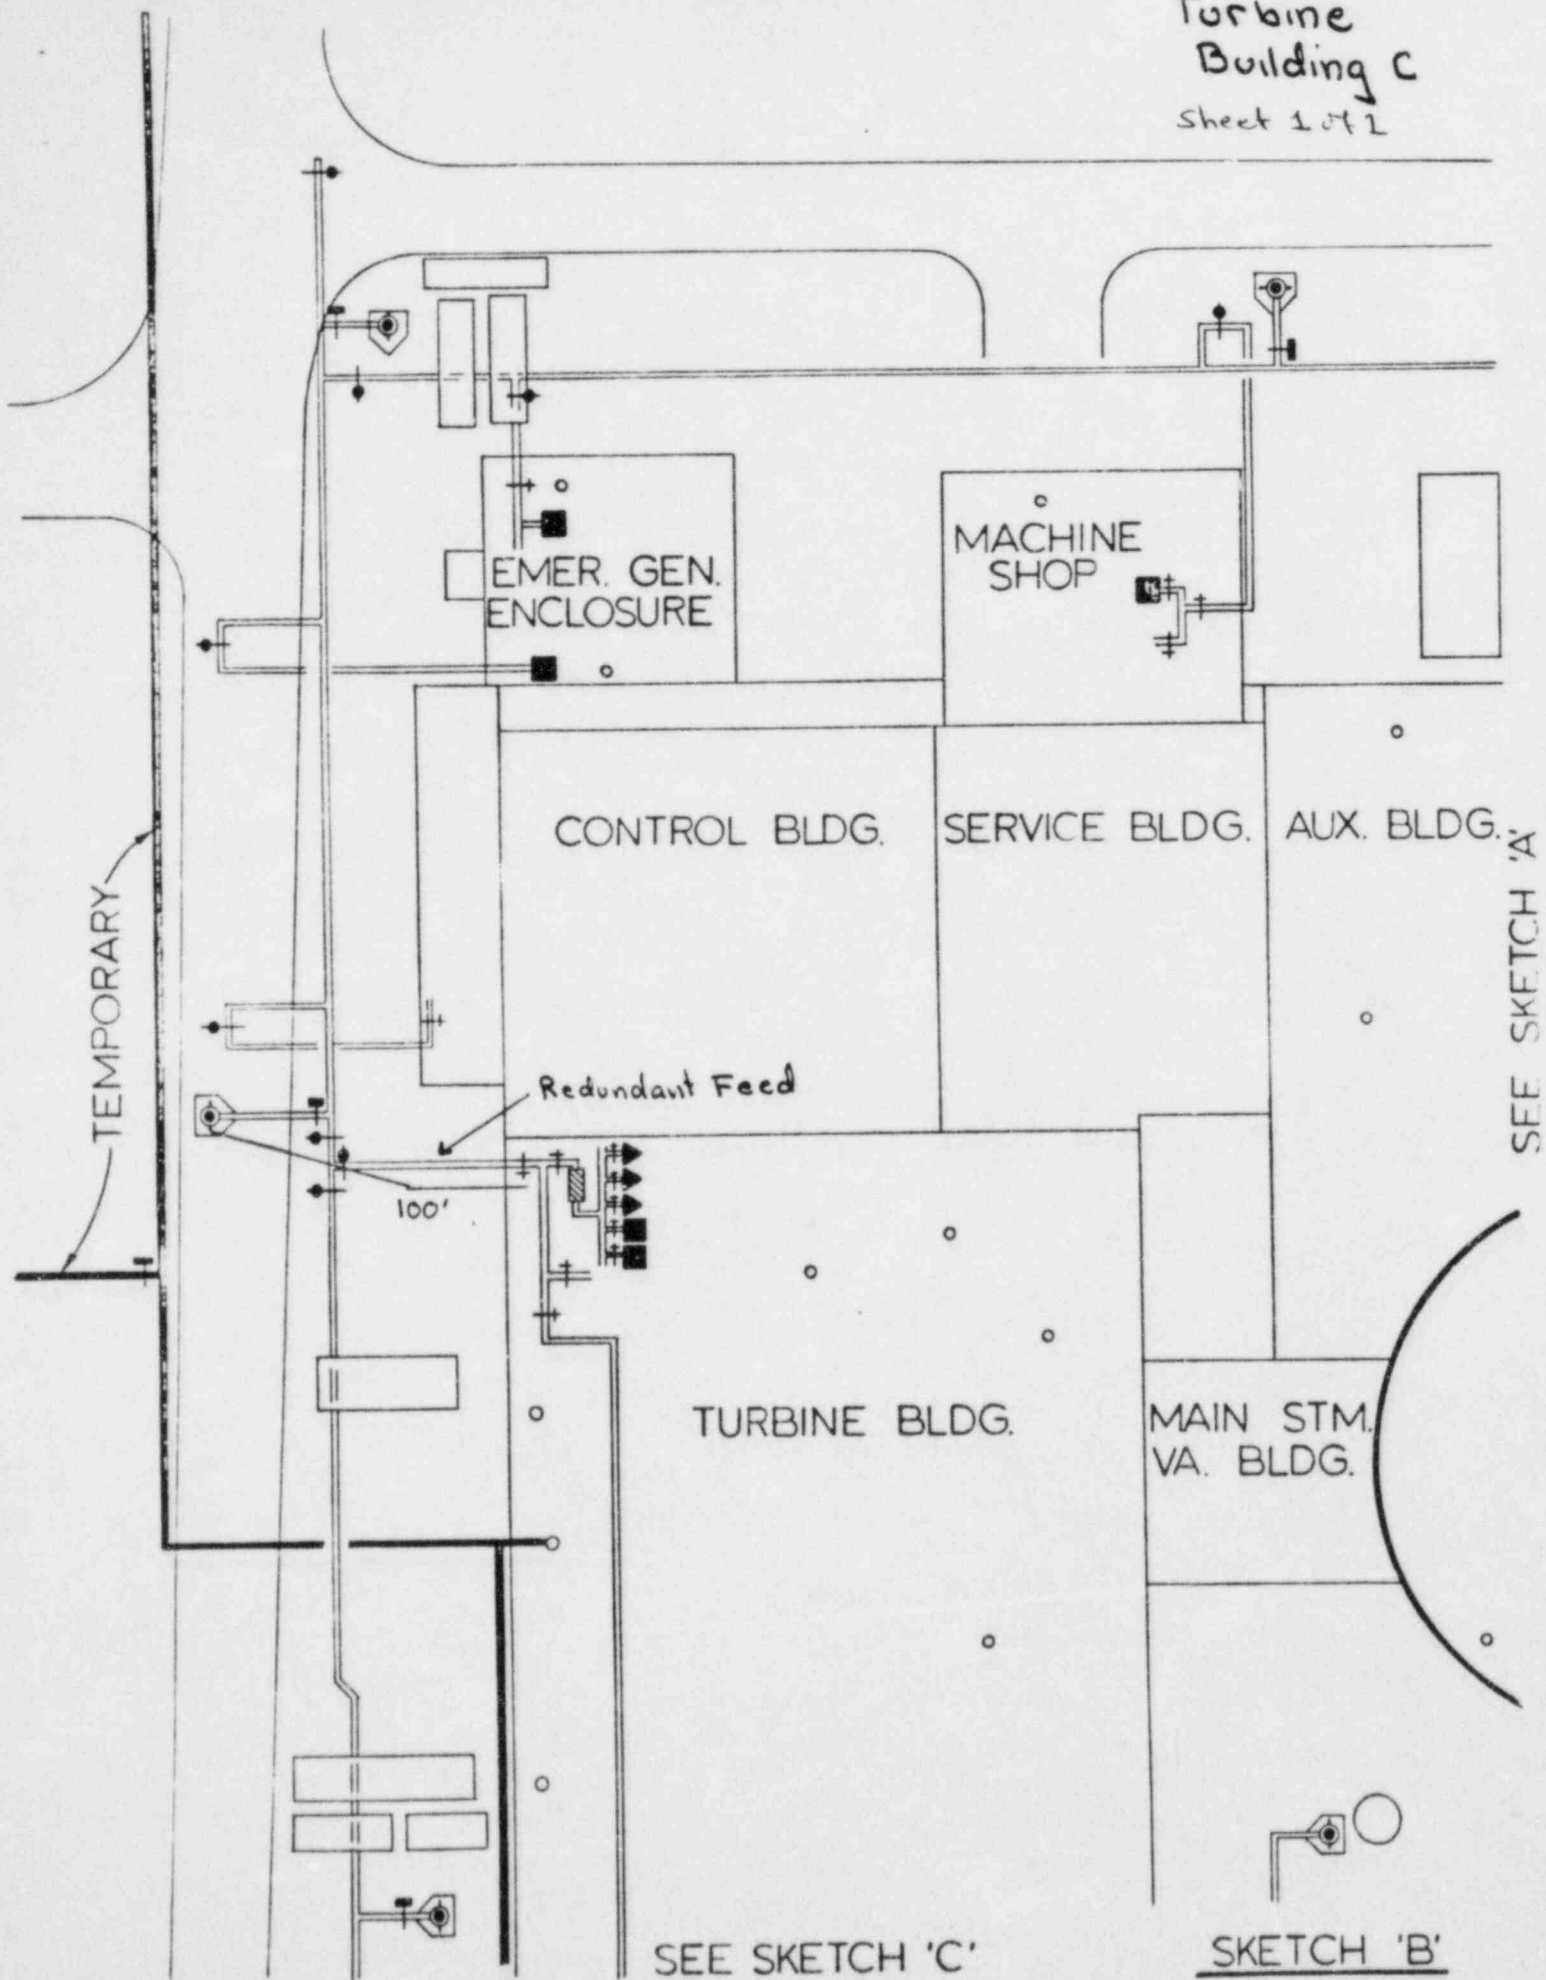 Turbine
Building C
Sheet 1 of 1
EMER. GEN.
ENCLOSURE
MACHINE
SHOP
CONTROL BLDG.
SERVICE BLDG.
AUX. BLDG.
SEE SKETCH 'A'
TEMPORARY
Redundant Feed
100'
TURBINE BLDG.
MAIN STM.
VA. BLDG.
SEE SKETCH 'C'
SKETCH 'B'